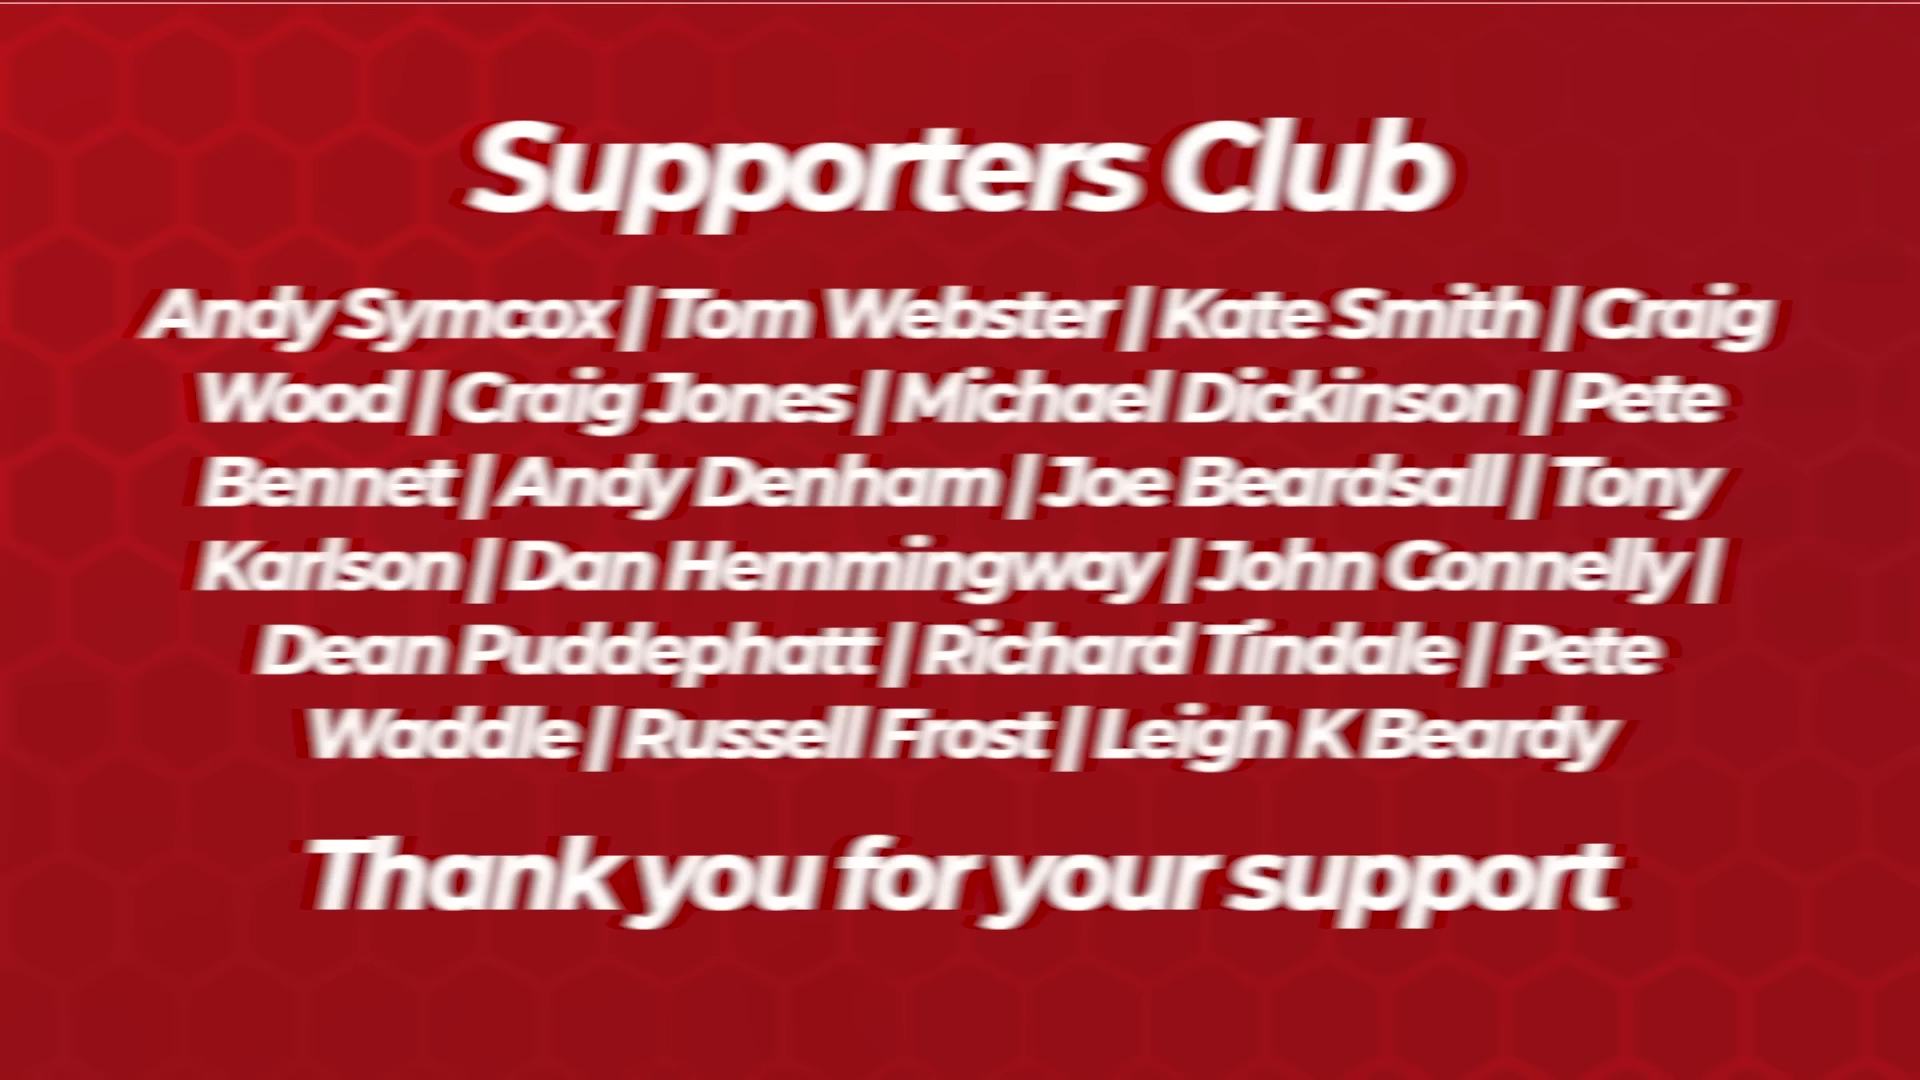 Supporters Club
Andy Symcox | Tom Webster | Kate Smith | Craig
Wood | Craig Jones | Michael Dickinson | Pete
Bennet | Andy Denham | Joe Beardsall | Tony
Karlson | Dan Hemmingway | John Connelly |
Dean Puddephatt | Richard Tindale | Pete
Waddle | Russell Frost | Leigh K Beardy
Thank you for your support